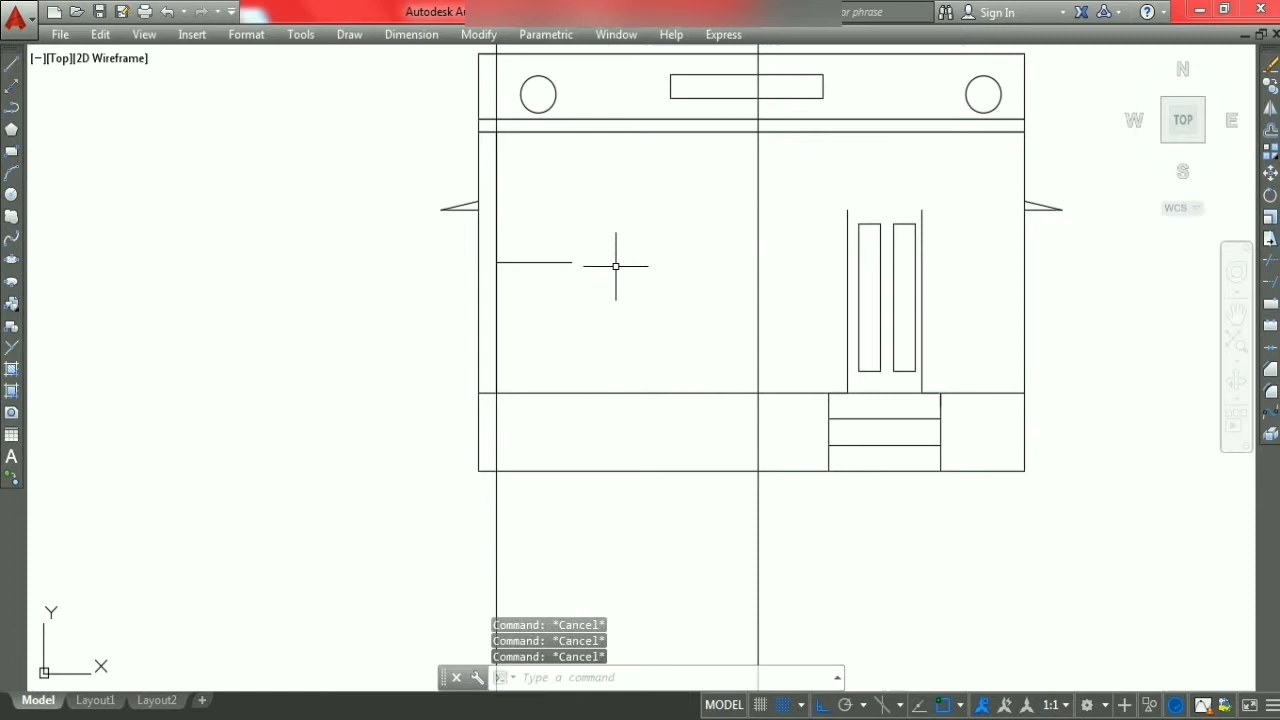 Autodesk Au
phrase
Sign In
File Edit View Insert Format Tools Draw Dimension Modify Parametric Window Help Express
[−][Top][2D Wireframe]
N
W TOP E
S
WCS
A
Y
X
Command: *Cancel*
Command: *Cancel*
Command: *Cancel*
Type a command
Model Layout1 Layout2 +
MODEL 1:1